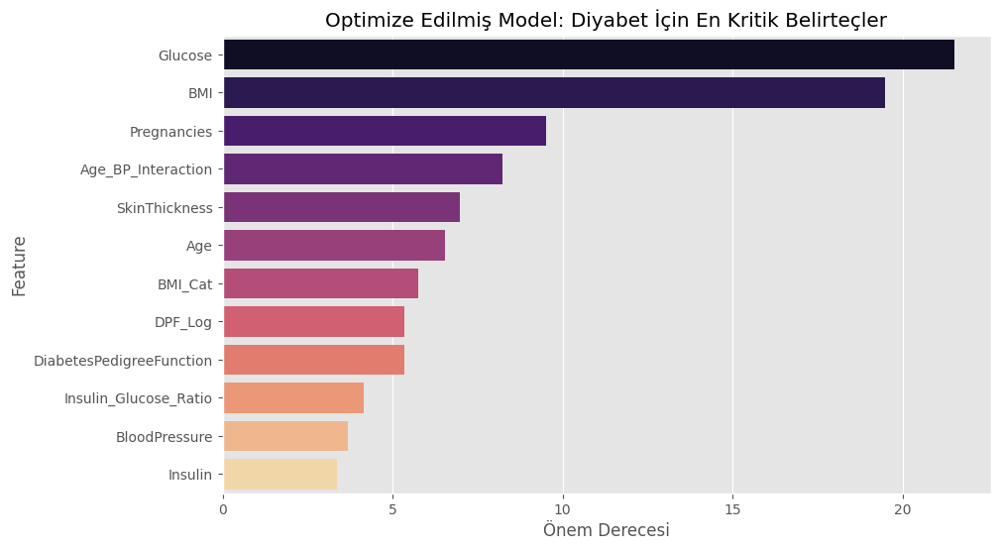 Optimize Edilmiş Model: Diyabet İçin En Kritik Belirteçler
Feature
Glucose
BMI
Pregnancies
Age_BP_Interaction
SkinThickness
Age
BMI_Cat
DPF_Log
DiabetesPedigreeFunction
Insulin_Glucose_Ratio
BloodPressure
Insulin
0 5 10 15 20
Önem Derecesi